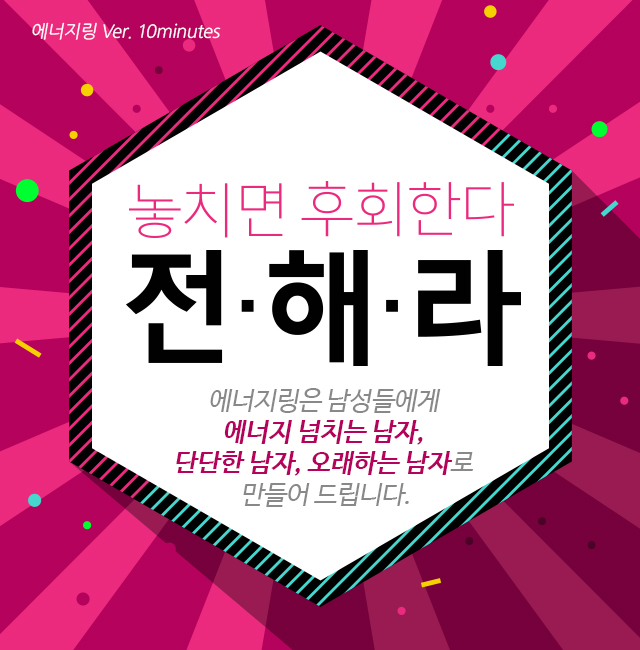 에너지링 Ver. 10minutes
놓치면 후회한다
전·해·라
에너지링은 남성들에게
에너지 넘치는 남자,
단단한 남자, 오래하는 남자로
만들어 드립니다.